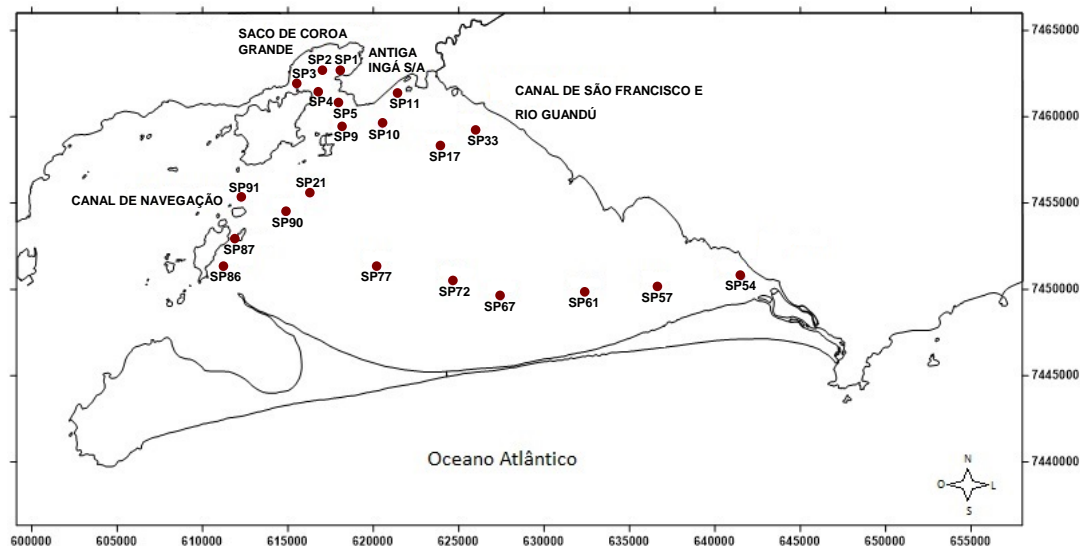 SACO DE COROA
GRANDE
ANTIGA
INGÁ S/A
SP2
SP1
SP3
SP4
SP5
SP11
SP9
SP10
CANAL DE SÃO FRANCISCO E
RIO GUANDÚ
SP33
SP17
SP21
SP91
CANAL DE NAVEGAÇÃO
SP90
SP87
SP86
SP77
SP72
SP67
SP61
SP57
SP54
Oceano Atlântico
N
O
L
S
7465000
7460000
7455000
7450000
7445000
7440000
600000 605000 610000 615000 620000 625000 630000 635000 640000 645000 650000 655000